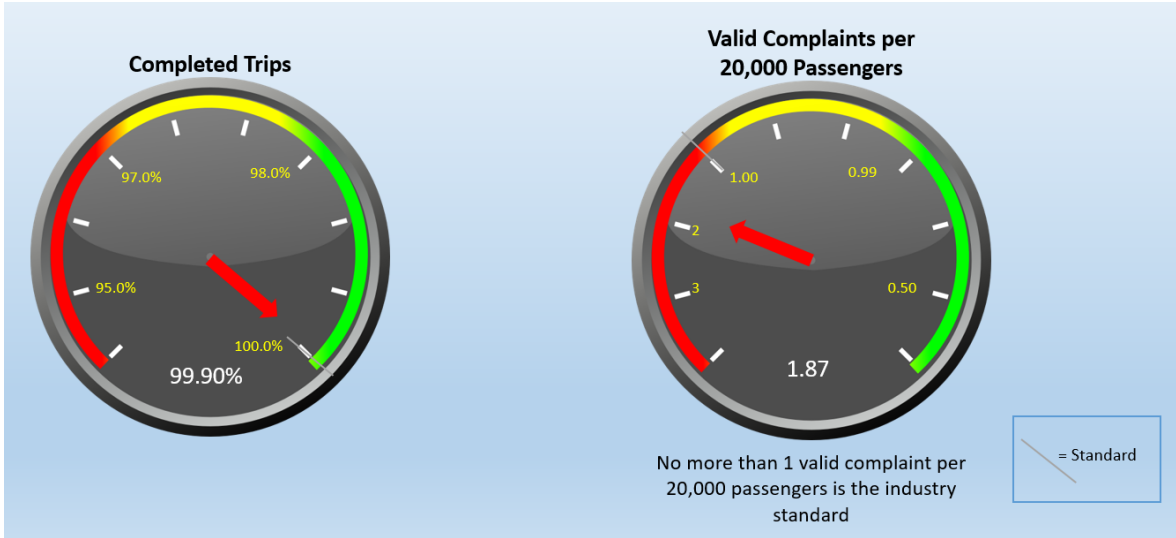 Completed Trips
97.0%
98.0%
95.0%
100.0%
99.90%
Valid Complaints per
20,000 Passengers
1.00
0.99
2
3
0.50
1.87
No more than 1 valid complaint per
20,000 passengers is the industry
standard
= Standard